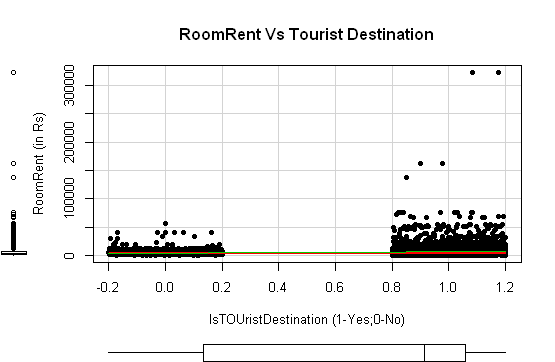 RoomRent Vs Tourist Destination
RoomRent (in Rs)
300000
200000
100000
0
-0.2 0.0 0.2 0.4 0.6 0.8 1.0 1.2
IsTOUristDestination (1-Yes;0-No)